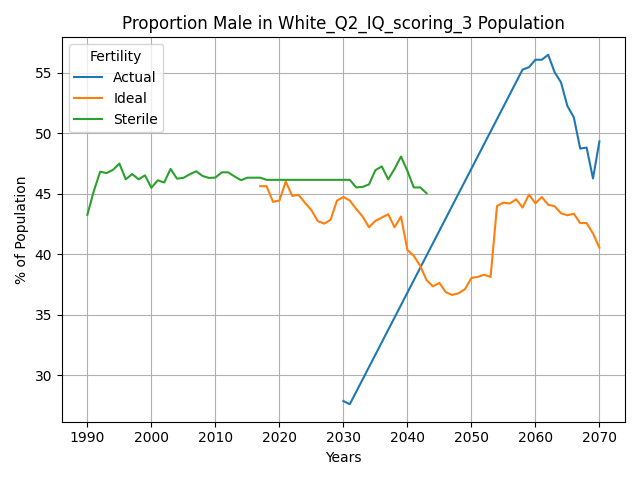 Proportion Male in White_Q2_IQ_scoring_3 Population
Fertility
Actual
Ideal
Sterile
% of Population
55
50
45
40
35
30
1990 2000 2010 2020 2030 2040 2050 2060 2070
Years